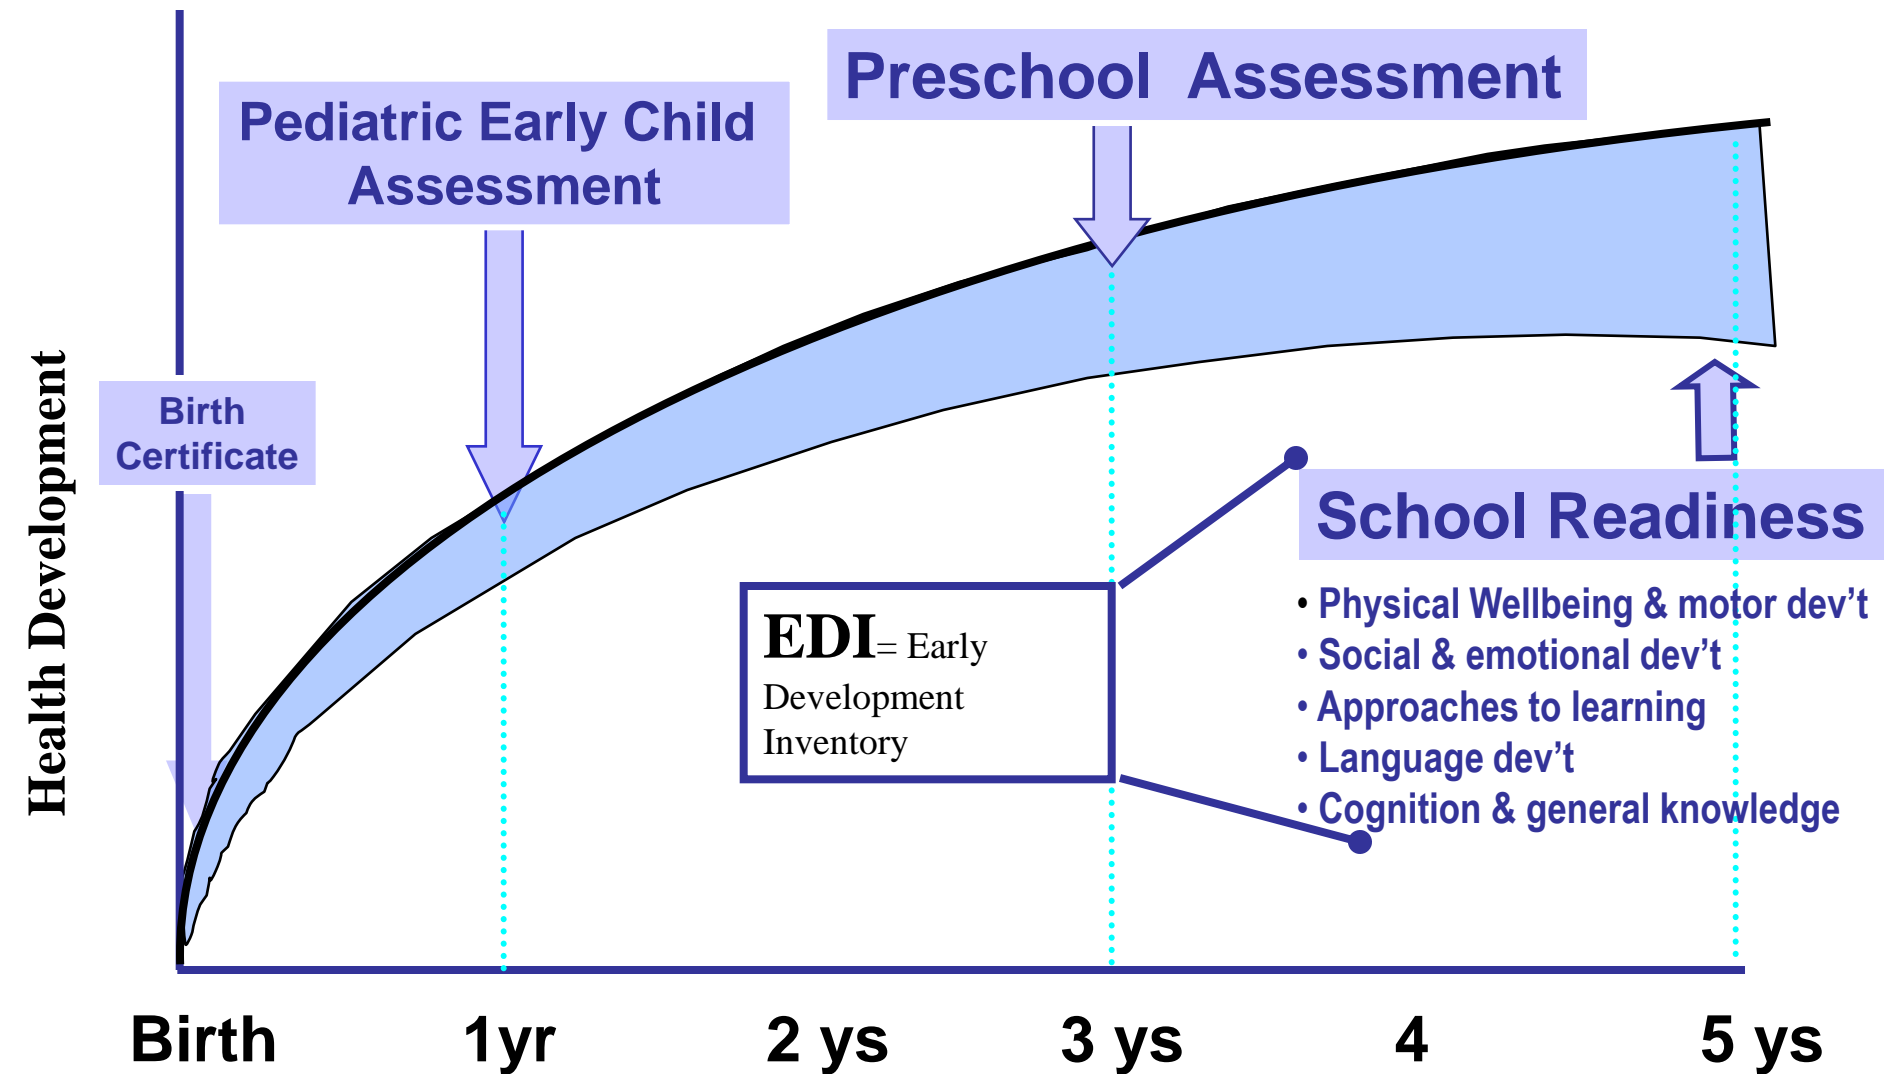 Preschool  Assessment
Pediatric Early Child
Assessment
Birth
Certificate
Health Development
School Readiness
EDI= Early
Development
Inventory
• Physical Wellbeing & motor dev’t
• Social & emotional dev’t
• Approaches to learning
• Language dev’t
• Cognition & general knowledge
Birth 1yr 2 ys 3 ys 4 5 ys